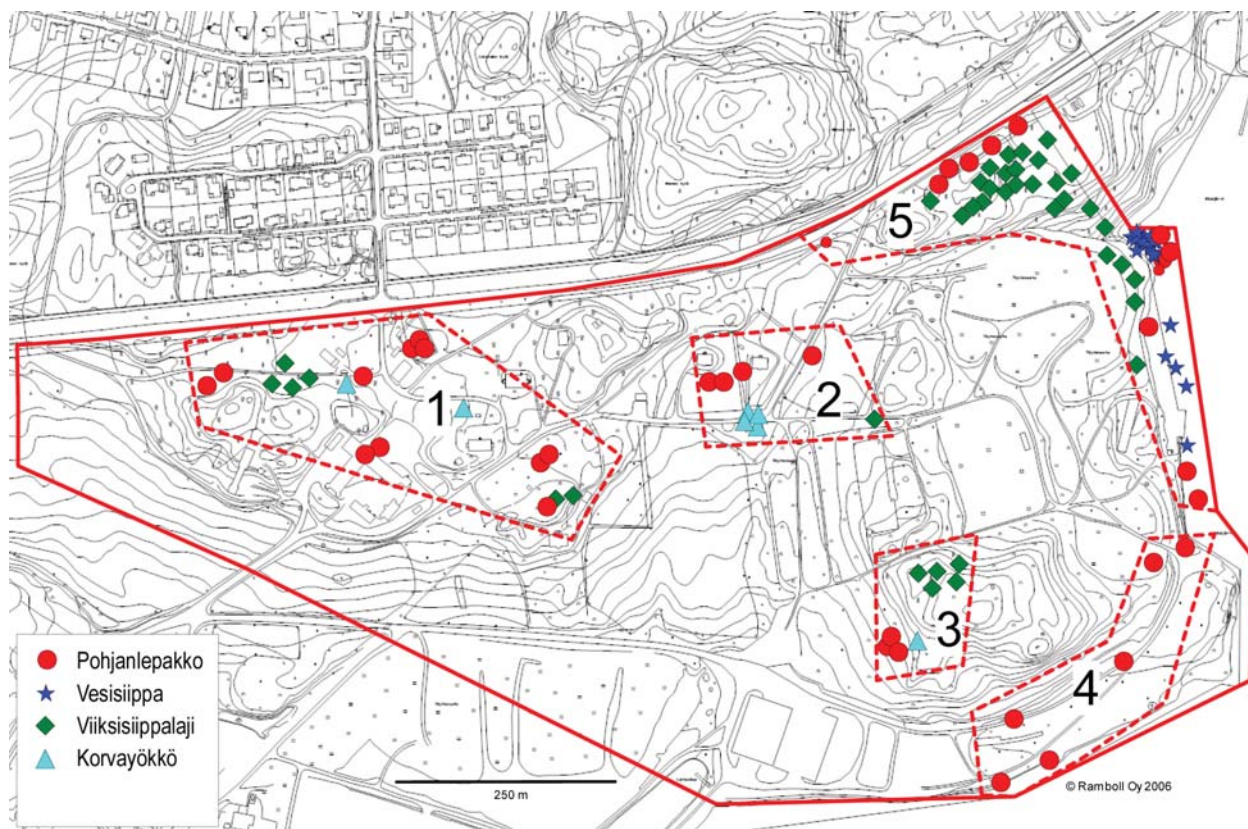 5
1
2
3
4
Pohjanlepakko
Vesisiippa
Viiksisiippalaji
Korvayökkö
250 m
© Ramboll Oy 2006